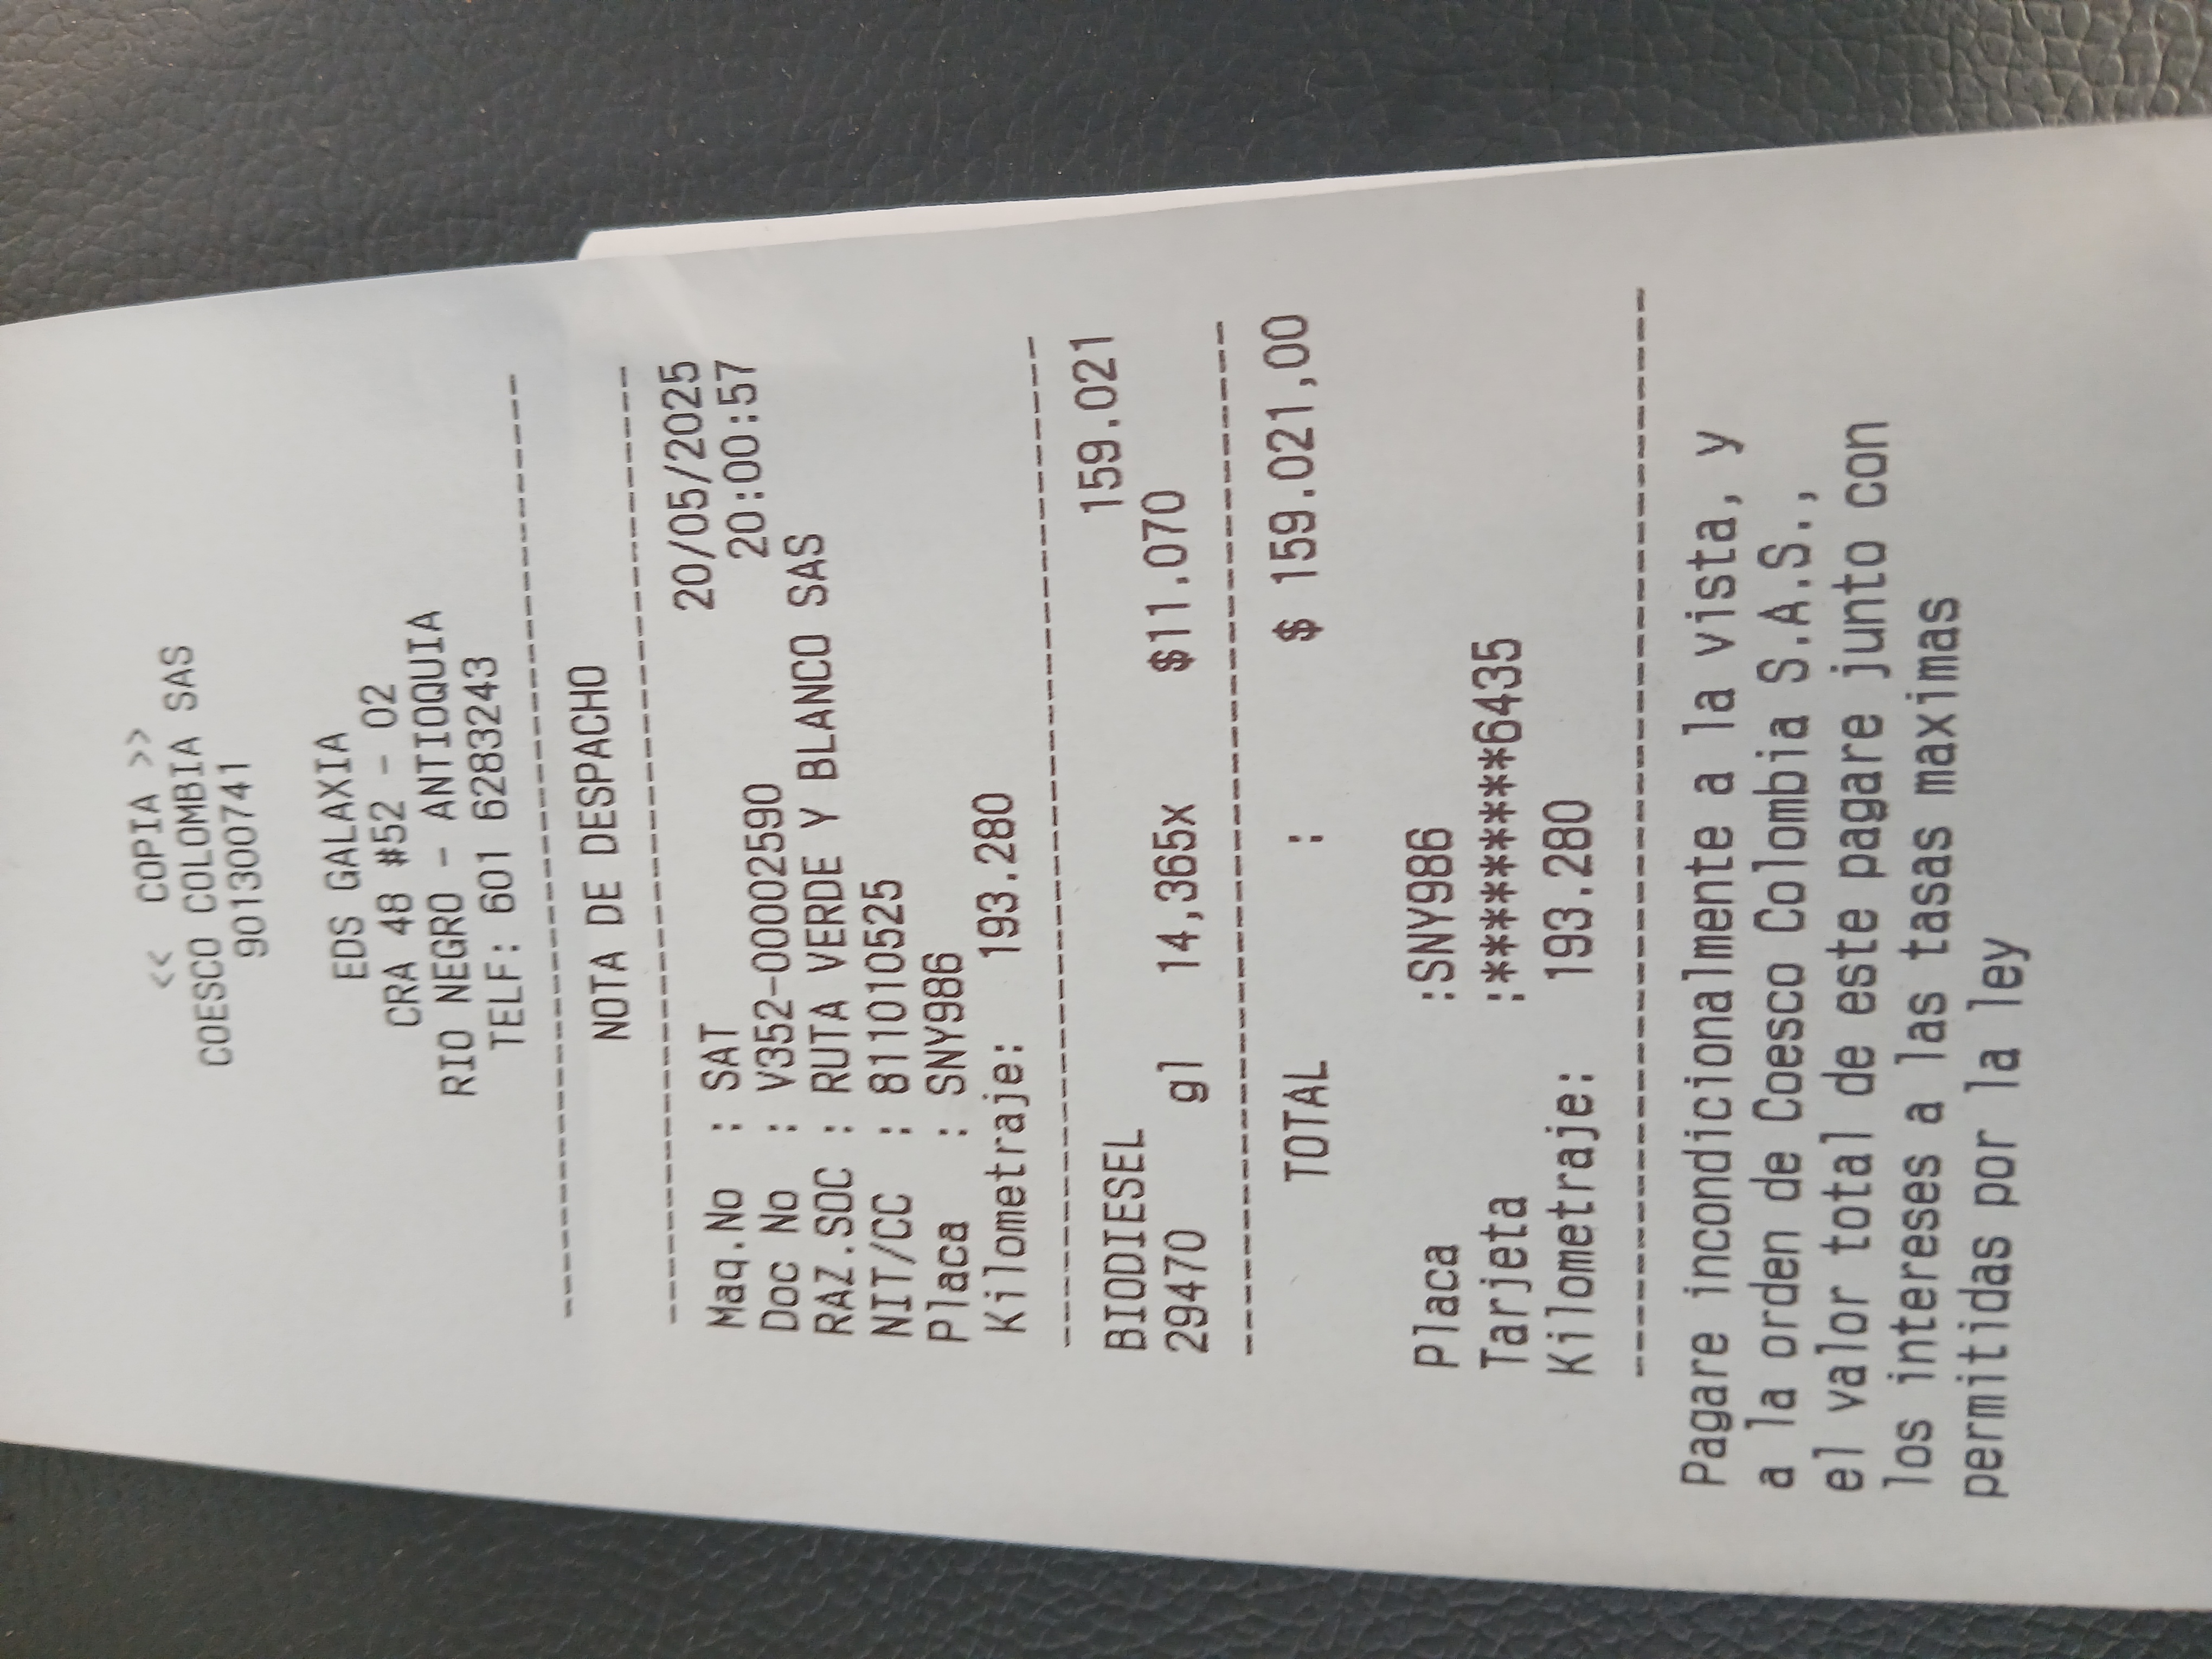 << COPIA >>
COESCO COLOMBIA SAS
901300741
EDS GALAXIA
CRA 48 #52 - 02
RIO NEGRO - ANTIOQUIA
TELF: 601 6283243
--------------------------------
NOTA DE DESPACHO
--------------------------------
20/05/2025
Maq.No : SAT 20:00:57
Doc No : V352-00002590
RAZ.SOC : RUTA VERDE Y BLANCO SAS
NIT/CC : 811010525
Placa : SNY986
Kilometraje: 193.280
--------------------------------
BIODIESEL 159.021
29470 gl 14,365x $11.070
--------------------------------
TOTAL : $ 159.021,00
Placa :SNY986
Tarjeta :*********6435
Kilometraje: 193.280
--------------------------------
Pagare incondicionalmente a la vista, y
a la orden de Coesco Colombia S.A.S.,
el valor total de este pagare junto con
los intereses a las tasas maximas
permitidas por la ley